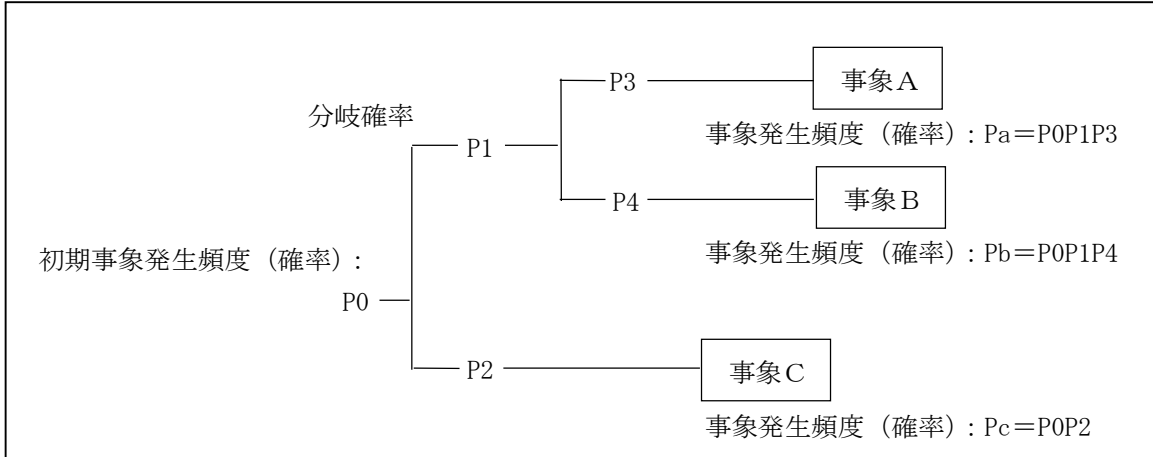 P3
事象A
分岐確率
事象発生頻度(確率):Pa=P0P1P3
P1
P4
事象B
事象発生頻度(確率):Pb=P0P1P4
初期事象発生頻度(確率):
P0
P2
事象C
事象発生頻度(確率):Pc=P0P2